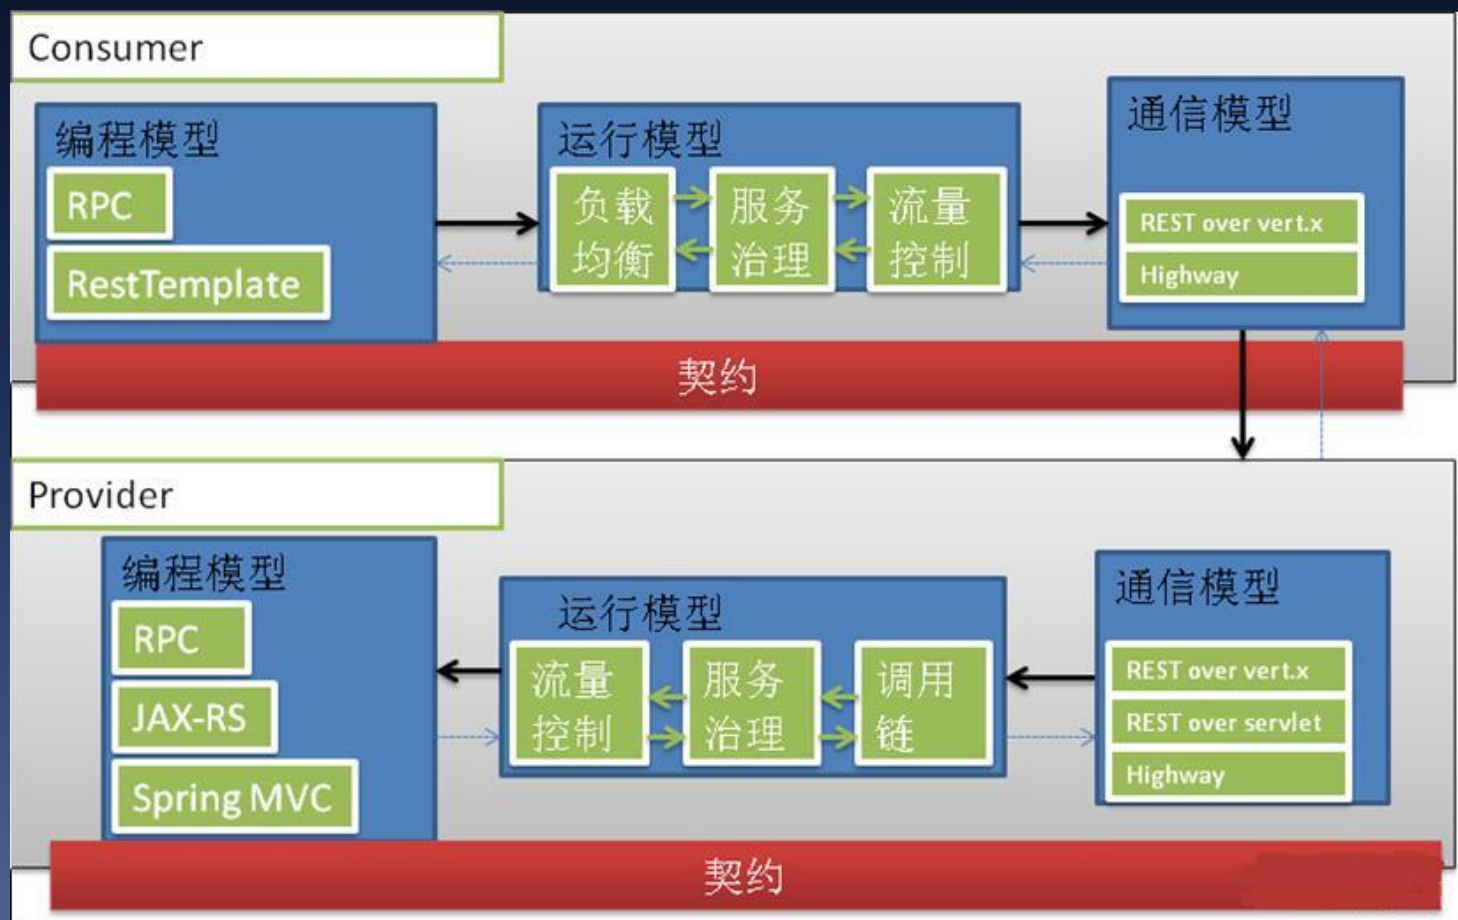 Consumer
编程模型
RPC
RestTemplate
运行模型
负载
均衡
服务
治理
流量
控制
通信模型
REST over vert.x
Highway
契约
Provider
编程模型
RPC
JAX-RS
Spring MVC
运行模型
流量
控制
服务
治理
调用
链
通信模型
REST over vert.x
REST over servlet
Highway
契约